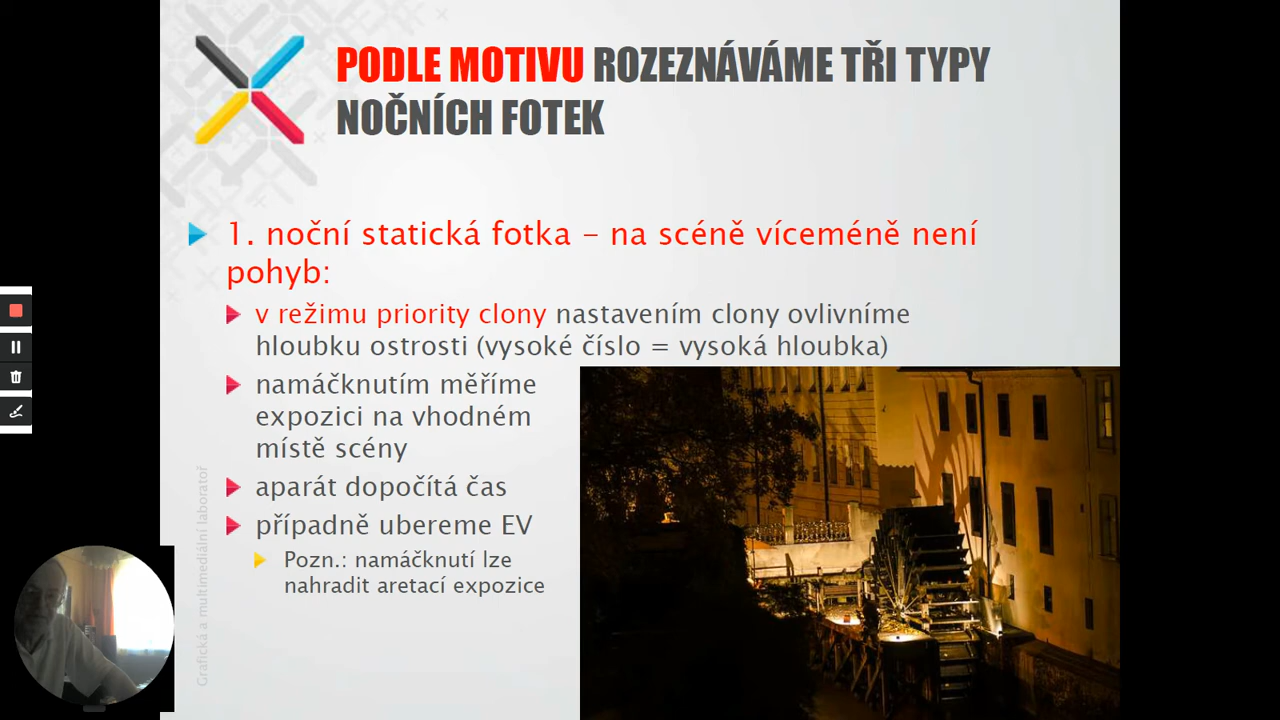 PODLE MOTIVU ROZEZNÁVÁME TŘI TYPY
NOČNÍCH FOTEK
1. noční statická fotka – na scéně víceméně není
pohyb:
v režimu priority clony nastavením clony ovlivníme
hloubku ostrosti (vysoké číslo = vysoká hloubka)
namáčknutím měříme
expozici na vhodném
místě scény
aparát dopočítá čas
případně ubereme EV
Pozn.: namáčknutí lze
nahradit aretací expozice
Grafická a multimediální laboratoř